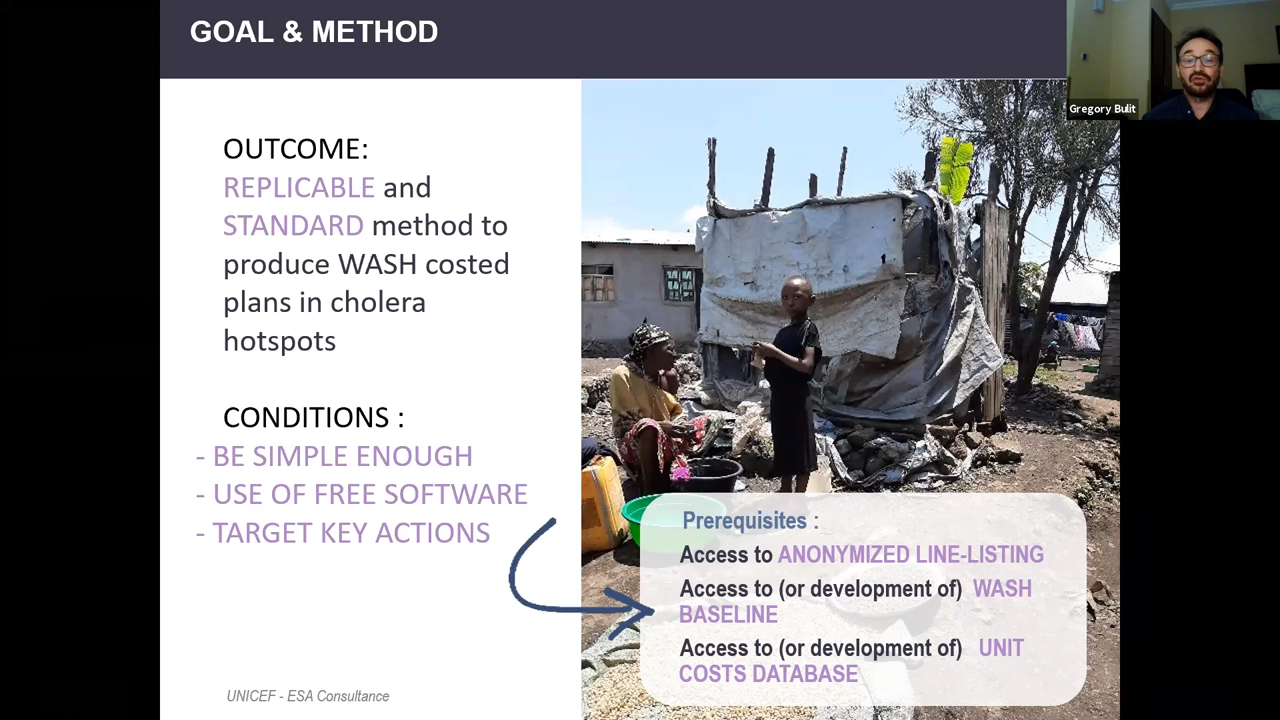 GOAL & METHOD
Gregory Bulit
OUTCOME:
REPLICABLE and
STANDARD method to
produce WASH costed
plans in cholera
hotspots
CONDITIONS :
- BE SIMPLE ENOUGH
- USE OF FREE SOFTWARE
- TARGET KEY ACTIONS
Prerequisites :
Access to ANONYMIZED LINE-LISTING
Access to (or development of) WASH
BASELINE
Access to (or development of) UNIT
COSTS DATABASE
UNICEF - ESA Consultance